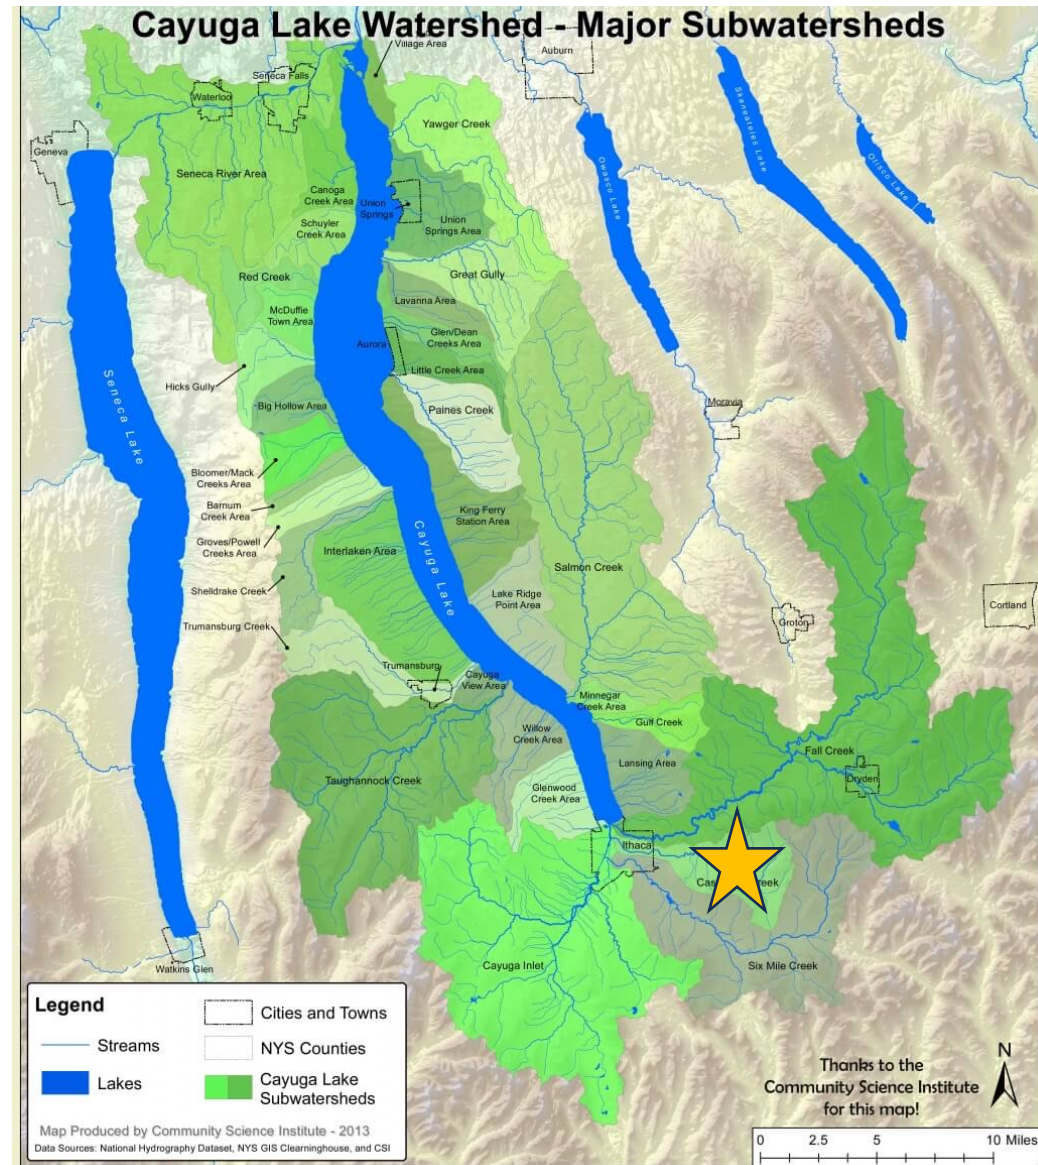 Cayuga Lake Watershed - Major Subwatersheds
Village Area
Auburn
Seneca Falls
Waterloo
Geneva
Yawger Creek
Skaneateles Lake
Otisco Lake
Owasco Lake
Seneca River Area
Canoga
Creek Area
Union
Springs
Union
Springs Area
Schuyler
Creek Area
Red Creek
Great Gully
Lavanna Area
McDuffie
Town Area
Glen/Dean
Creeks Area
Aurora
Little Creek Area
Hicks Gully
Big Hollow Area
Paines Creek
Moravia
Seneca Lake
Bloomer/Mack
Creeks Area
Barnum
Creek Area
King Ferry
Station Area
Cayuga Lake
Groves/Powell
Creeks Area
Interlaken Area
Salmon Creek
Sheldrake Creek
Lake Ridge
Point Area
Cortland
Trumansburg Creek
Groton
Trumansburg
Cayuga
View Area
Minnegar
Creek Area
Gulf Creek
Willow
Creek Area
Fall Creek
Lansing Area
Taughannock Creek
Dryden
Glenwood
Creek Area
Ithaca
Cayuga Inlet
Six Mile Creek
Watkins Glen
Legend
Streams
Lakes
Cities and Towns
NYS Counties
Cayuga Lake
Subwatersheds
Map Produced by Community Science Institute - 2013
Data Sources: National Hydrography Dataset, NYS GIS Clearninghouse, and CSI
Thanks to the
Community Science Institute
for this map!
N
0 2.5 5 10 Miles